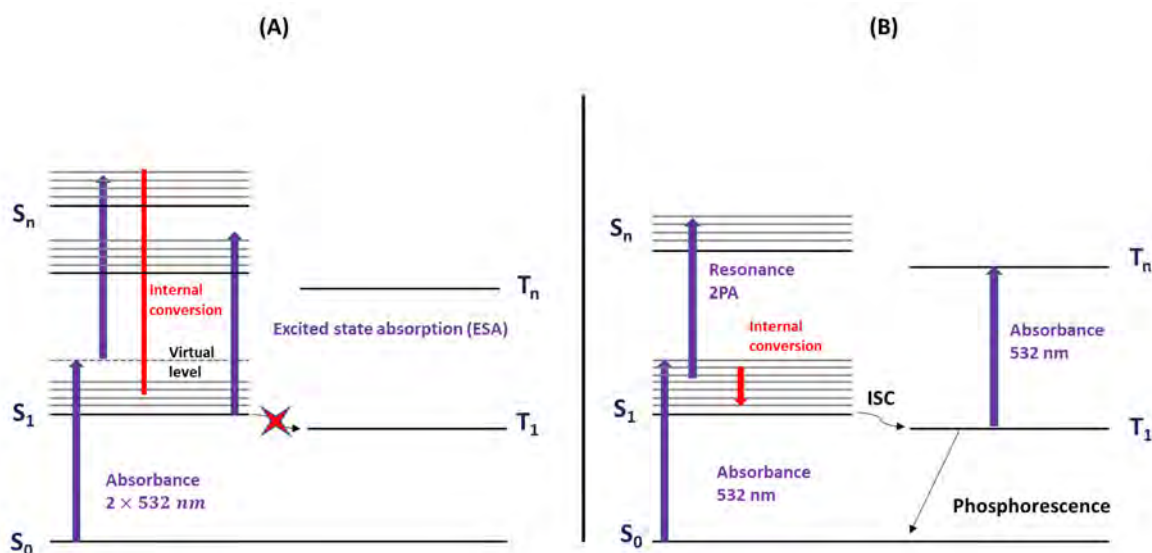 (A)
(B)
Sn
Internal
conversion
Tn
Excited state absorption (ESA)
Virtual
level
S1
T1
Absorbance
2 × 532 nm
S0
Sn
Resonance
2PA
Tn
Absorbance
532 nm
Internal
conversion
ISC
S1
T1
Absorbance
532 nm
Phosphorescence
S0